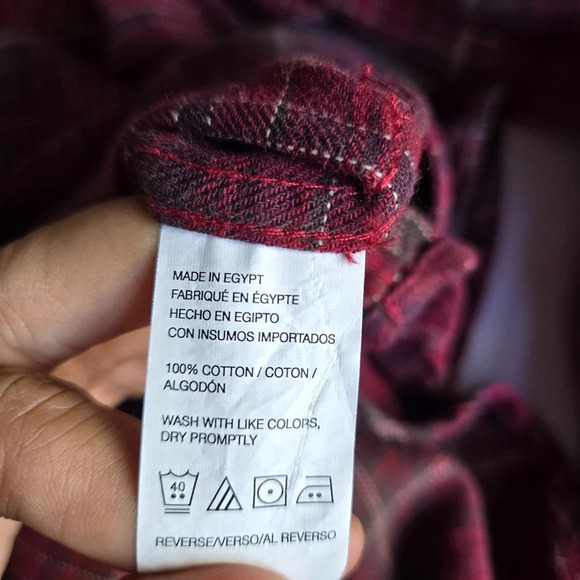 MADE IN EGYPT
FABRIQUÉ EN ÉGYPTE
HECHO EN EGIPTO
CON INSUMOS IMPORTADOS
100% COTTON / COTON /
ALGODÓN
WASH WITH LIKE COLORS,
DRY PROMPTLY
40
REVERSE/VERSO/AL REVERSO